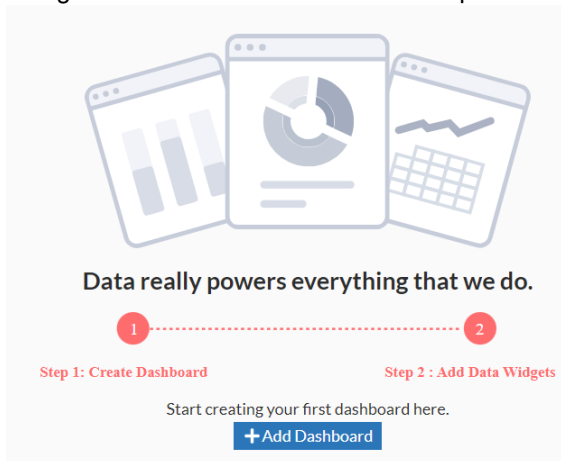 Data really powers everything that we do.
1 2
Step 1: Create Dashboard Step 2 : Add Data Widgets
Start creating your first dashboard here.
+Add Dashboard